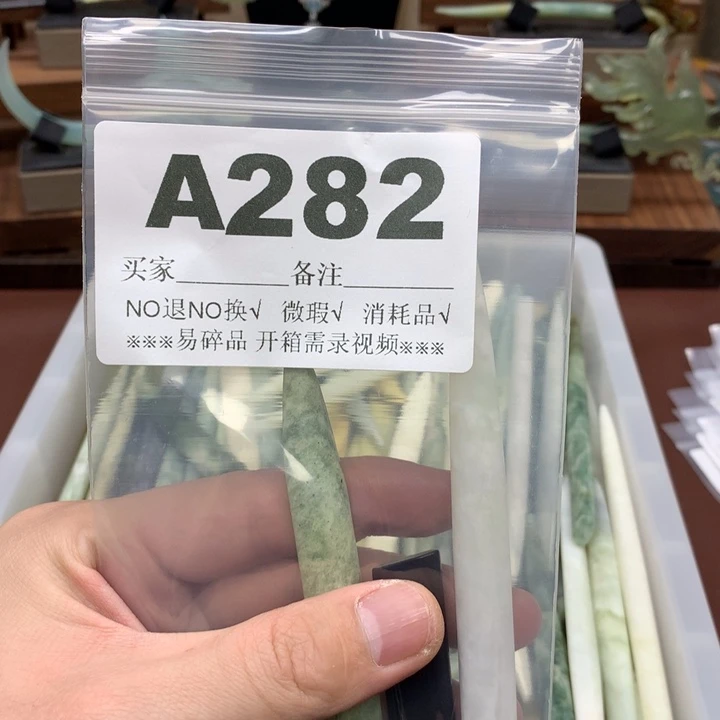 A282
买家________备注________
NO退NO换√ 微瑕√ 消耗品√
※※※易碎品 开箱需录视频※※※